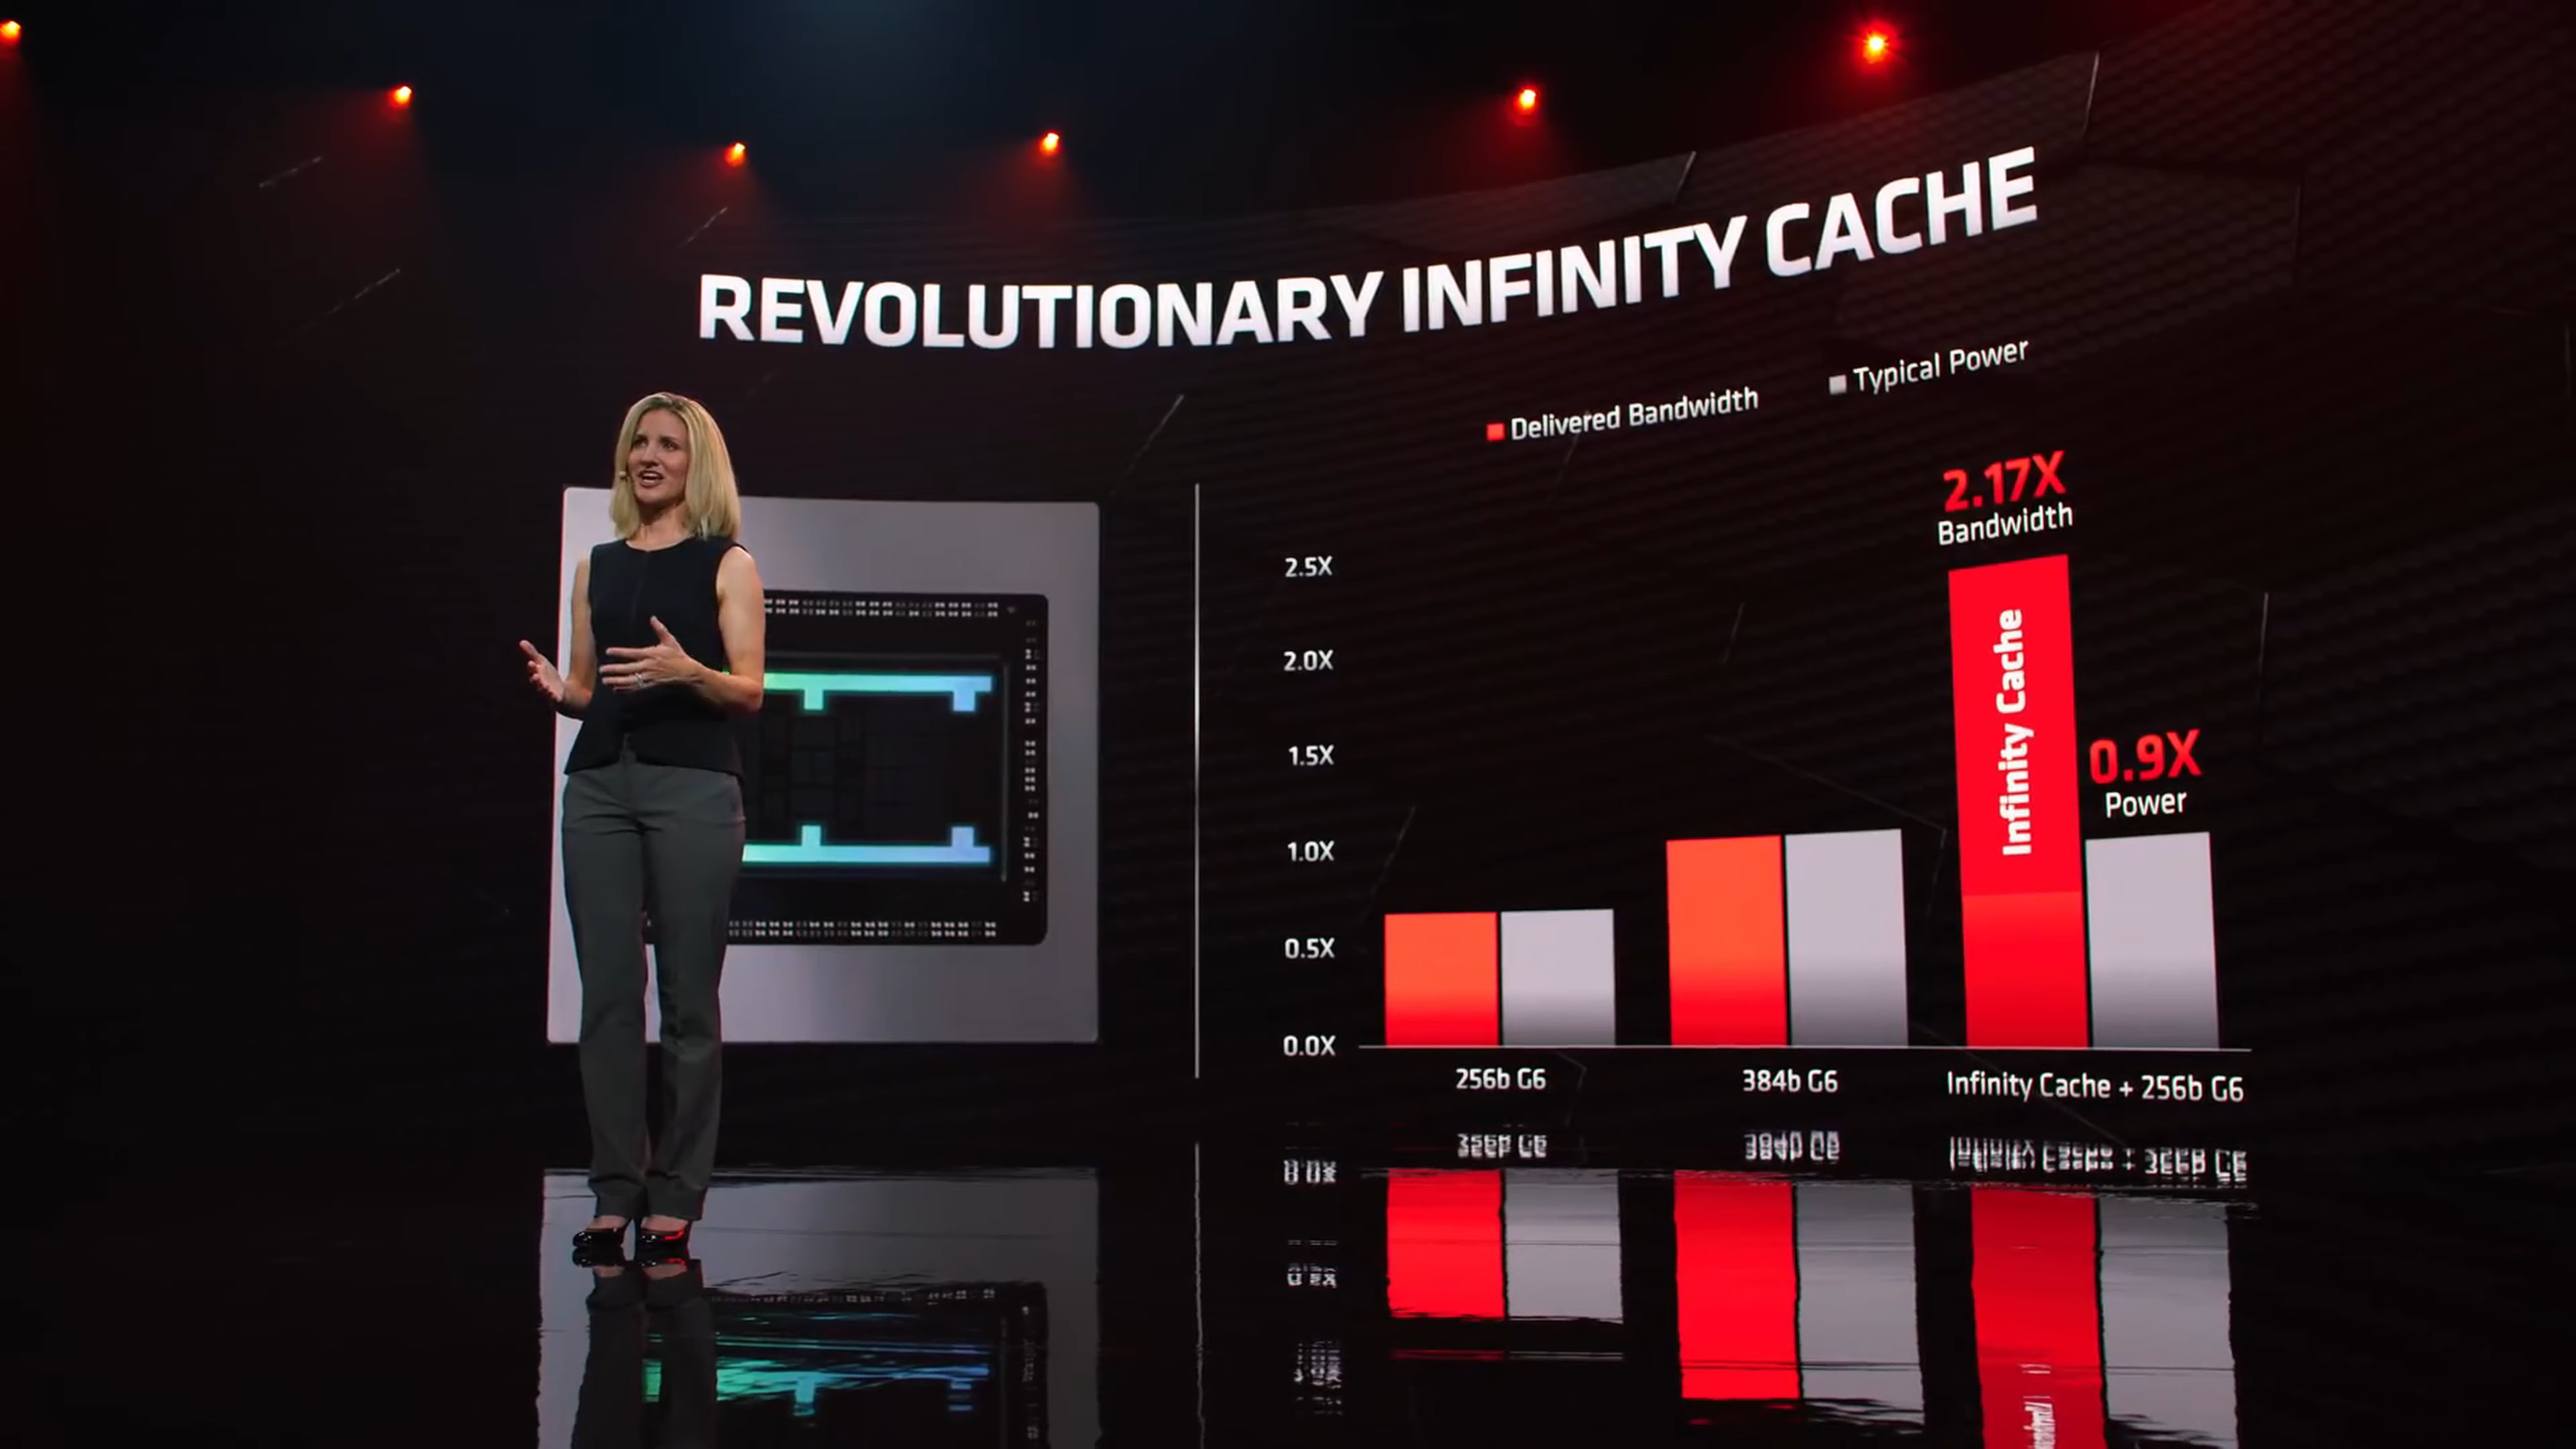 REVOLUTIONARY INFINITY CACHE
Delivered Bandwidth
Typical Power
2.17X
Bandwidth
2.5X
2.0X
1.5X
1.0X
0.5X
0.0X
Infinity Cache
0.9X
Power
256b G6
384b G6
Infinity Cache + 256b G6